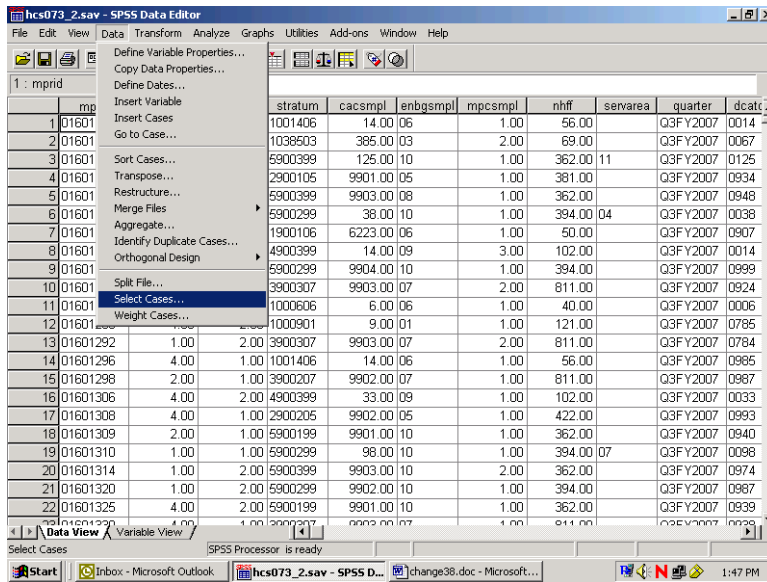 hcs073_2.sav - SPSS Data Editor
File Edit View Data Transform Analyze Graphs Utilities Add-ons Window Help
Define Variable Properties...
Copy Data Properties...
Define Dates...
Insert Variable
Insert Cases
Go to Case...
Sort Cases...
Transpose...
Restructure...
Merge Files
Aggregate...
Identify Duplicate Cases...
Orthogonal Design
Split File...
Select Cases...
Weight Cases...
1 : mprid
mp stratum cacsmpl enbgsmpl mpcsmpl nhff servarea quarter dcatc
1 01601 1001406 14.00 06 1.00 56.00 Q3FY2007 0014
2 01601 1038503 385.00 03 2.00 69.00 Q3FY2007 0067
3 01601 5900399 125.00 10 1.00 362.00 11 Q3FY2007 0125
4 01601 2900105 9901.00 05 1.00 381.00 Q3FY2007 0934
5 01601 5900399 9903.00 08 1.00 362.00 Q3FY2007 0948
6 01601 5900299 38.00 10 1.00 394.00 04 Q3FY2007 0038
7 01601 1900106 6223.00 06 1.00 50.00 Q3FY2007 0907
8 01601 4900399 14.00 09 3.00 102.00 Q3FY2007 0014
9 01601 5900299 9904.00 10 1.00 394.00 Q3FY2007 0999
10 01601 3900307 9903.00 07 2.00 811.00 Q3FY2007 0924
11 01601 1000606 6.00 06 1.00 40.00 Q3FY2007 0006
12 01601 1000901 9.00 01 1.00 121.00 Q3FY2007 0785
13 01601292 1.00 2.00 3900307 9903.00 07 2.00 811.00 Q3FY2007 0784
14 01601296 4.00 1.00 1001406 14.00 06 1.00 56.00 Q3FY2007 0985
15 01601298 2.00 1.00 3900207 9902.00 07 1.00 811.00 Q3FY2007 0987
16 01601306 4.00 2.00 4900399 33.00 09 1.00 102.00 Q3FY2007 0033
17 01601308 4.00 1.00 2900205 9902.00 05 1.00 422.00 Q3FY2007 0993
18 01601309 2.00 1.00 5900199 9901.00 10 1.00 362.00 Q3FY2007 0940
19 01601310 1.00 1.00 5900299 98.00 10 1.00 394.00 07 Q3FY2007 0098
20 01601314 1.00 2.00 5900399 9903.00 10 2.00 362.00 Q3FY2007 0974
21 01601320 1.00 2.00 5900299 9902.00 10 1.00 394.00 Q3FY2007 0987
22 01601325 4.00 2.00 5900199 9901.00 10 1.00 362.00 Q3FY2007 0939
Data View Variable View
Select Cases SPSS Processor is ready
Start Inbox - Microsoft Outlook hcs073_2.sav - SPSS D... change38.doc - Microsoft... 1:47 PM